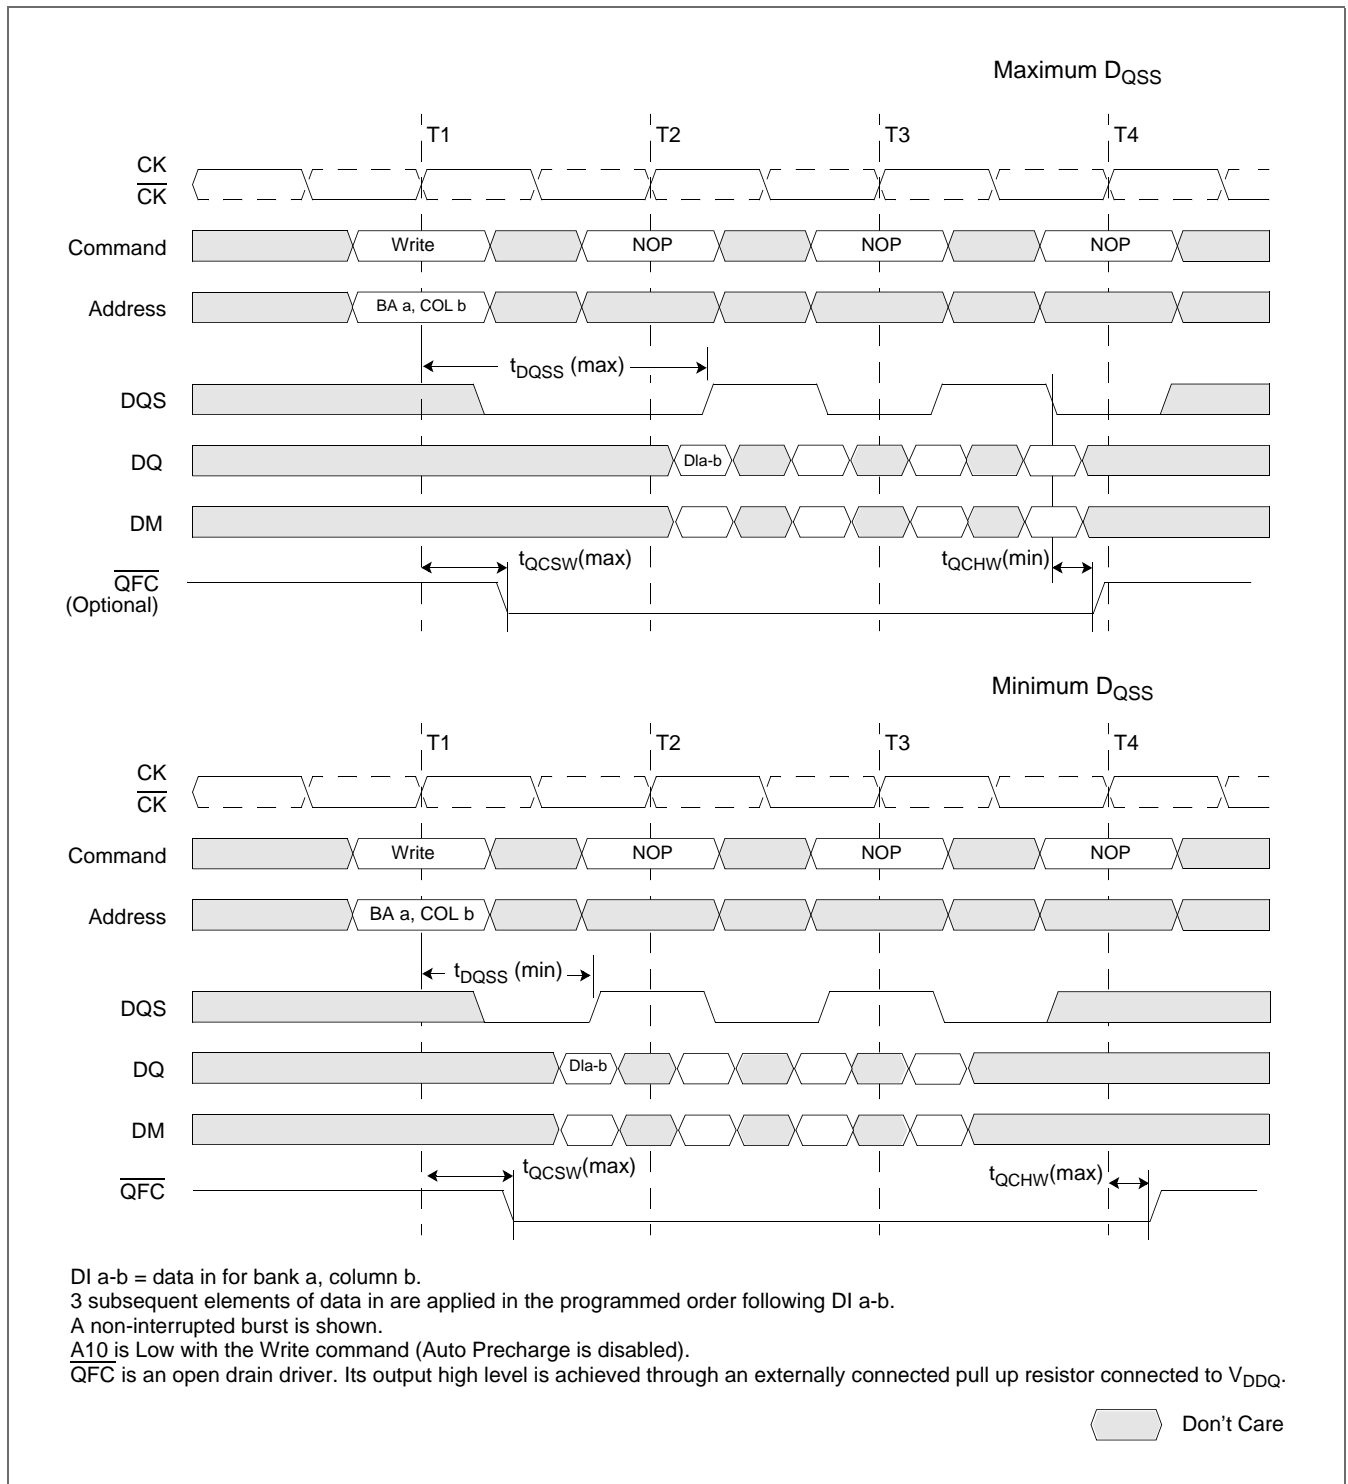 Maximum DQSS
T1 T2 T3 T4
CK
CK
Command Write NOP NOP NOP
Address BA a, COL b
tDQSS (max)
DQS
DQ DIa-b
DM
tQCSW(max) tQCHW(min)
QFC
(Optional)
Minimum DQSS
T1 T2 T3 T4
CK
CK
Command Write NOP NOP NOP
Address BA a, COL b
tDQSS (min)
DQS
DQ DIa-b
DM
tQCSW(max) tQCHW(max)
QFC
DI a-b = data in for bank a, column b.
3 subsequent elements of data in are applied in the programmed order following DI a-b.
A non-interrupted burst is shown.
A10 is Low with the Write command (Auto Precharge is disabled).
QFC is an open drain driver. Its output high level is achieved through an externally connected pull up resistor connected to VDDQ.
Don't Care